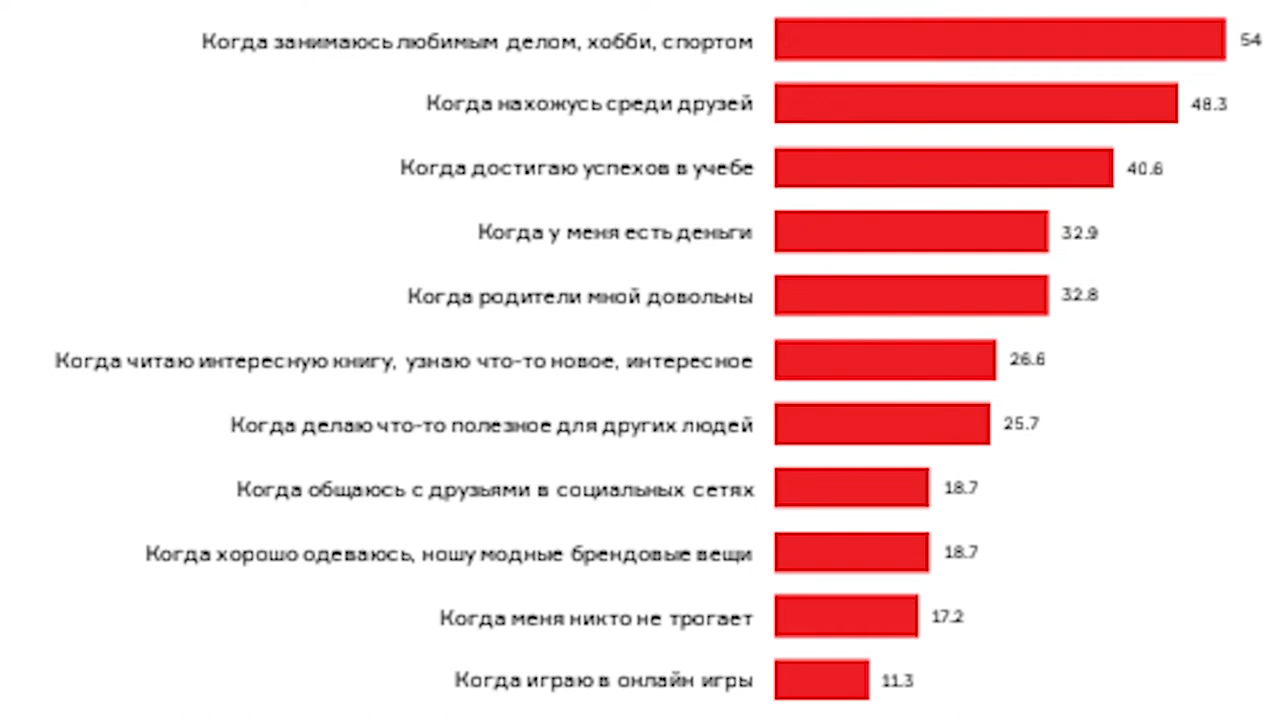 Когда занимаюсь любимым делом, хобби, спортом 54
Когда нахожусь среди друзей 48.3
Когда достигаю успехов в учебе 40.6
Когда у меня есть деньги 32.9
Когда родители мной довольны 32.8
Когда читаю интересную книгу, узнаю что-то новое, интересное 26.6
Когда делаю что-то полезное для других людей 25.7
Когда общаюсь с друзьями в социальных сетях 18.7
Когда хорошо одеваюсь, ношу модные брендовые вещи 18.7
Когда меня никто не трогает 17.2
Когда играю в онлайн игры 11.3